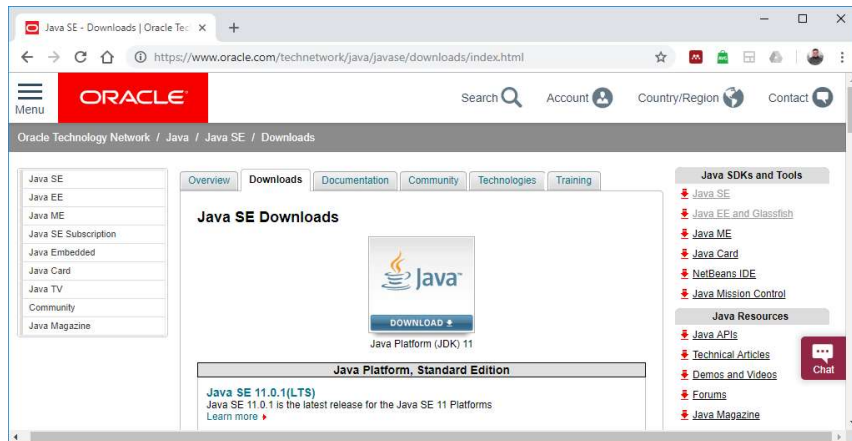 Java SE - Downloads | Oracle Tec
https://www.oracle.com/technetwork/java/javase/downloads/index.html
Menu
ORACLE
Search
Account
Country/Region
Contact
Oracle Technology Network / Java / Java SE / Downloads
Java SE
Java EE
Java ME
Java SE Subscription
Java Embedded
Java Card
Java TV
Community
Java Magazine
Overview Downloads Documentation Community Technologies Training
Java SE Downloads
Java
DOWNLOAD
Java Platform (JDK) 11
Java Platform, Standard Edition
Java SE 11.0.1(LTS)
Java SE 11.0.1 is the latest release for the Java SE 11 Platforms
Learn more
Java SDKs and Tools
Java SE
Java EE and Glassfish
Java ME
Java Card
NetBeans IDE
Java Mission Control
Java Resources
Java APIs
Technical Articles
Demos and Videos
Forums
Java Magazine
Chat